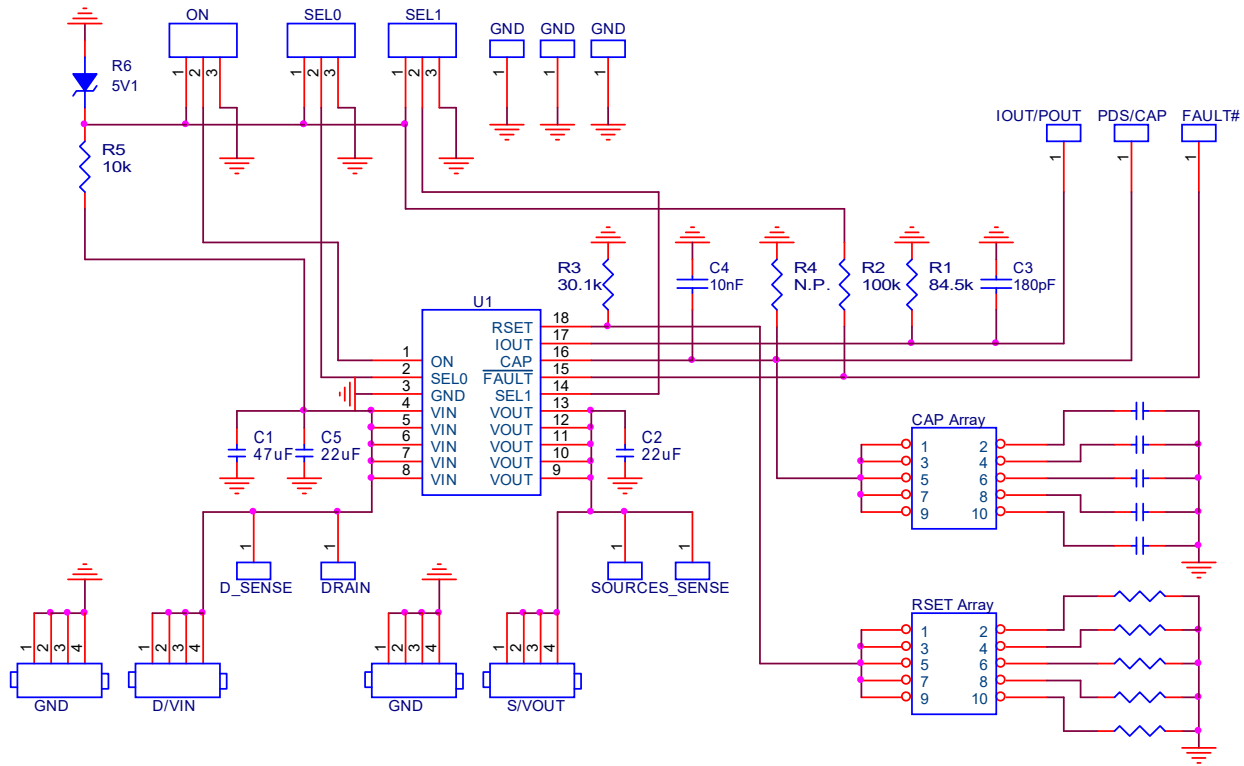 ON SEL0 SEL1 GND GND GND
1 2 3 1 2 3 1 2 3 1 1 1
R6
5V1
IOUT/POUT PDS/CAP FAULT#
1 1 1
R5
10k
R3
30.1k
C4
10nF
R4
N.P.
R2
100k
R1
84.5k
C3
180pF
U1
RSET 18
IOUT 17
1 ON CAP 16
2 SEL0 FAULT 15
3 GND SEL1 14
4 VIN VOUT 13
5 VIN VOUT 12
6 VIN VOUT 11
7 VIN VOUT 10
8 VIN VOUT 9
C1
47uF
C5
22uF
C2
22uF
CAP Array
1 2
3 4
5 6
7 8
9 10
1 1 1 1
D_SENSE DRAIN SOURCES_SENSE
RSET Array
1 2
3 4
5 6
7 8
9 10
1 2 3 4 1 2 3 4 1 2 3 4 1 2 3 4
GND D/VIN GND S/VOUT